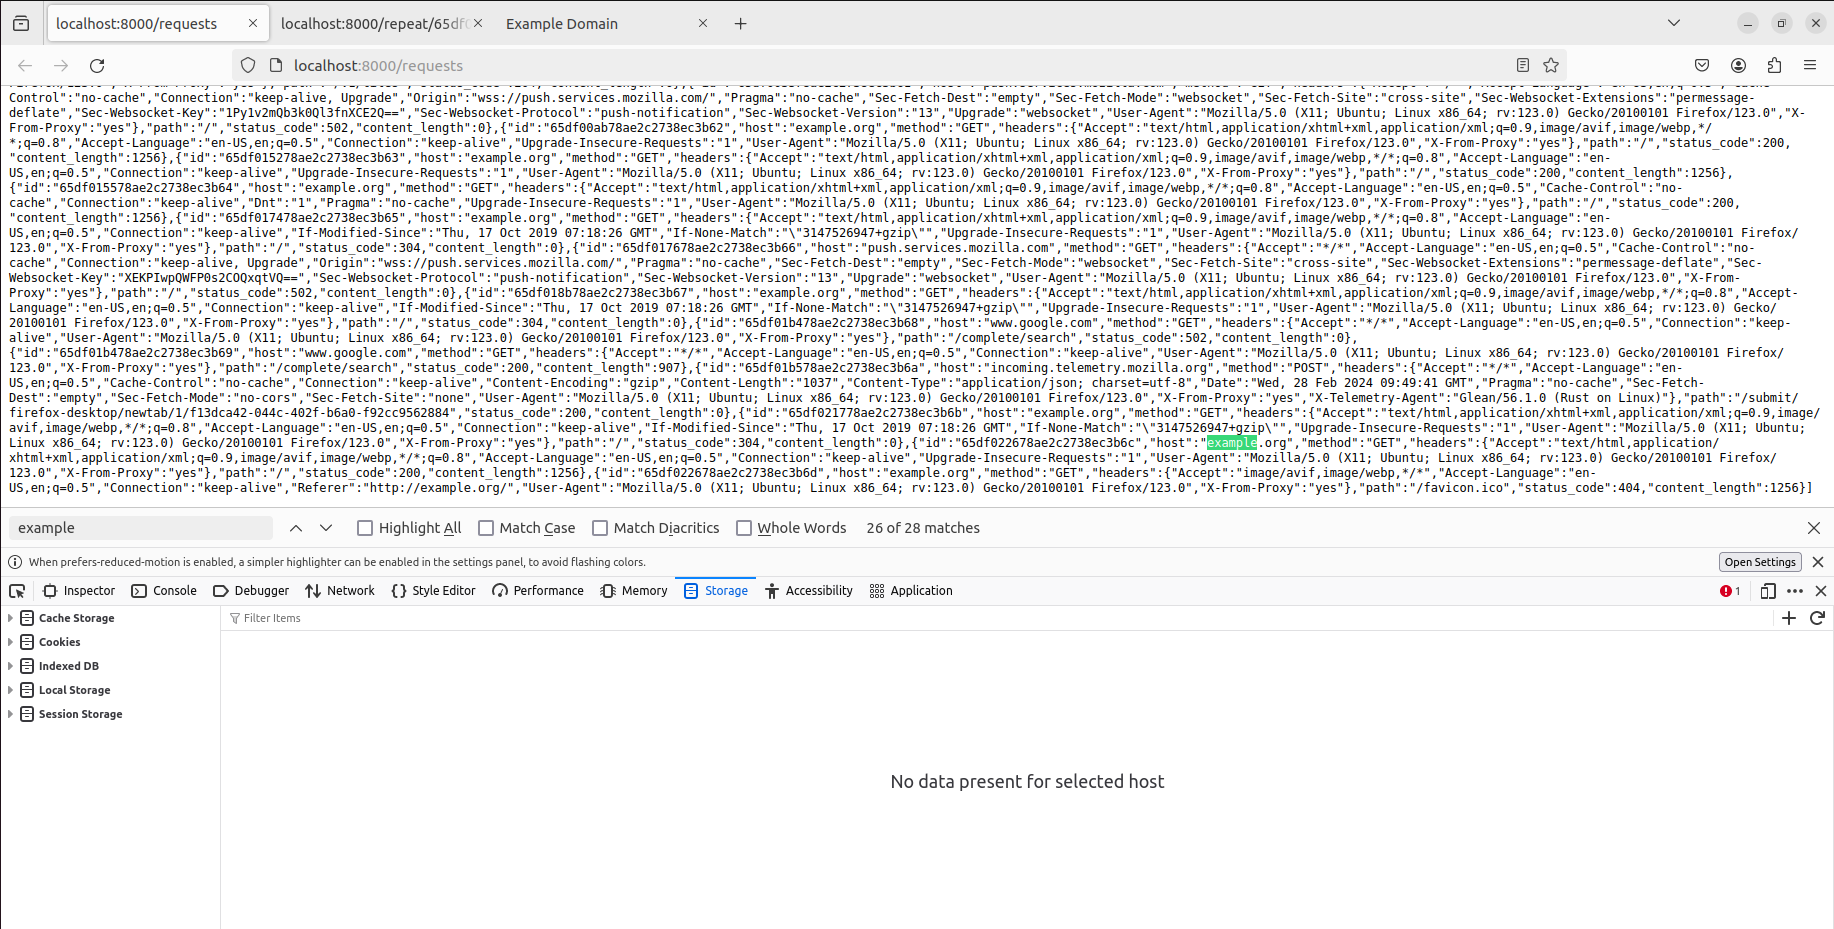 localhost:8000/requests
localhost:8000/repeat/65df
Example Domain
localhost:8000/requests
Control":"no-cache","Connection":"keep-alive, Upgrade","Origin":"wss://push.services.mozilla.com/","Pragma":"no-cache","Sec-Fetch-Dest":"empty","Sec-Fetch-Mode":"websocket","Sec-Fetch-Site":"cross-site","Sec-Websocket-Extensions":"permessage-
deflate","Sec-Websocket-Key":"1Py1v2mQb3k0Ql3fnXCE2Q==","Sec-Websocket-Protocol":"push-notification","Sec-Websocket-Version":"13","Upgrade":"websocket","User-Agent":"Mozilla/5.0 (X11; Ubuntu; Linux x86_64; rv:123.0) Gecko/20100101 Firefox/123.0","X-
From-Proxy":"yes"},"path":"/","status_code":502,"content_length":0},{"id":"65df00ab78ae2c2738ec3b62","host":"example.org","method":"GET","headers":{"Accept":"text/html,application/xhtml+xml,application/xml;q=0.9,image/avif,image/webp,*/
*;q=0.8","Accept-Language":"en-US,en;q=0.5","Connection":"keep-alive","Upgrade-Insecure-Requests":"1","User-Agent":"Mozilla/5.0 (X11; Ubuntu; Linux x86_64; rv:123.0) Gecko/20100101 Firefox/123.0","X-From-Proxy":"yes"},"path":"/","status_code":200,
"content_length":1256},{"id":"65df015278ae2c2738ec3b63","host":"example.org","method":"GET","headers":{"Accept":"text/html,application/xhtml+xml,application/xml;q=0.9,image/avif,image/webp,*/*;q=0.8","Accept-Language":"en-
US,en;q=0.5","Connection":"keep-alive","Upgrade-Insecure-Requests":"1","User-Agent":"Mozilla/5.0 (X11; Ubuntu; Linux x86_64; rv:123.0) Gecko/20100101 Firefox/123.0","X-From-Proxy":"yes"},"path":"/","status_code":200,"content_length":1256},
{"id":"65df015578ae2c2738ec3b64","host":"example.org","method":"GET","headers":{"Accept":"text/html,application/xhtml+xml,application/xml;q=0.9,image/avif,image/webp,*/*;q=0.8","Accept-Language":"en-US,en;q=0.5","Cache-Control":"no-
cache","Connection":"keep-alive","Dnt":"1","Pragma":"no-cache","Upgrade-Insecure-Requests":"1","User-Agent":"Mozilla/5.0 (X11; Ubuntu; Linux x86_64; rv:123.0) Gecko/20100101 Firefox/123.0","X-From-Proxy":"yes"},"path":"/","status_code":200,
"content_length":1256},{"id":"65df017478ae2c2738ec3b65","host":"example.org","method":"GET","headers":{"Accept":"text/html,application/xhtml+xml,application/xml;q=0.9,image/avif,image/webp,*/*;q=0.8","Accept-Language":"en-
US,en;q=0.5","Connection":"keep-alive","If-Modified-Since":"Thu, 17 Oct 2019 07:18:26 GMT","If-None-Match":"\"3147526947+gzip\"","Upgrade-Insecure-Requests":"1","User-Agent":"Mozilla/5.0 (X11; Ubuntu; Linux x86_64; rv:123.0) Gecko/20100101 Firefox/
123.0","X-From-Proxy":"yes"},"path":"/","status_code":304,"content_length":0},{"id":"65df017678ae2c2738ec3b66","host":"push.services.mozilla.com","method":"GET","headers":{"Accept":"*/*","Accept-Language":"en-US,en;q=0.5","Cache-Control":"no-
cache","Connection":"keep-alive, Upgrade","Origin":"wss://push.services.mozilla.com/","Pragma":"no-cache","Sec-Fetch-Dest":"empty","Sec-Fetch-Mode":"websocket","Sec-Fetch-Site":"cross-site","Sec-Websocket-Extensions":"permessage-deflate","Sec-
Websocket-Key":"XEKPIwpQWFP0s2COQxqtVQ==","Sec-Websocket-Protocol":"push-notification","Sec-Websocket-Version":"13","Upgrade":"websocket","User-Agent":"Mozilla/5.0 (X11; Ubuntu; Linux x86_64; rv:123.0) Gecko/20100101 Firefox/123.0","X-From-
Proxy":"yes"},"path":"/","status_code":502,"content_length":0},{"id":"65df018b78ae2c2738ec3b67","host":"example.org","method":"GET","headers":{"Accept":"text/html,application/xhtml+xml,application/xml;q=0.9,image/avif,image/webp,*/*;q=0.8","Accept-
Language":"en-US,en;q=0.5","Connection":"keep-alive","If-Modified-Since":"Thu, 17 Oct 2019 07:18:26 GMT","If-None-Match":"\"3147526947+gzip\"","Upgrade-Insecure-Requests":"1","User-Agent":"Mozilla/5.0 (X11; Ubuntu; Linux x86_64; rv:123.0) Gecko/
20100101 Firefox/123.0","X-From-Proxy":"yes"},"path":"/","status_code":304,"content_length":0},{"id":"65df01b478ae2c2738ec3b68","host":"www.google.com","method":"GET","headers":{"Accept":"*/*","Accept-Language":"en-US,en;q=0.5","Connection":"keep-
alive","User-Agent":"Mozilla/5.0 (X11; Ubuntu; Linux x86_64; rv:123.0) Gecko/20100101 Firefox/123.0","X-From-Proxy":"yes"},"path":"/complete/search","status_code":502,"content_length":0},
{"id":"65df01b478ae2c2738ec3b69","host":"www.google.com","method":"GET","headers":{"Accept":"*/*","Accept-Language":"en-US,en;q=0.5","Connection":"keep-alive","User-Agent":"Mozilla/5.0 (X11; Ubuntu; Linux x86_64; rv:123.0) Gecko/20100101 Firefox/
123.0","X-From-Proxy":"yes"},"path":"/complete/search","status_code":200,"content_length":907},{"id":"65df01b578ae2c2738ec3b6a","host":"incoming.telemetry.mozilla.org","method":"POST","headers":{"Accept":"*/*","Accept-Language":"en-
US,en;q=0.5","Cache-Control":"no-cache","Connection":"keep-alive","Content-Encoding":"gzip","Content-Length":"1037","Content-Type":"application/json; charset=utf-8","Date":"Wed, 28 Feb 2024 09:49:41 GMT","Pragma":"no-cache","Sec-Fetch-
Dest":"empty","Sec-Fetch-Mode":"no-cors","Sec-Fetch-Site":"none","User-Agent":"Mozilla/5.0 (X11; Ubuntu; Linux x86_64; rv:123.0) Gecko/20100101 Firefox/123.0","X-From-Proxy":"yes","X-Telemetry-Agent":"Glean/56.1.0 (Rust on Linux)"},"path":"/submit/
firefox-desktop/newtab/1/f13dca42-044c-402f-b6a0-f92cc9562884","status_code":200,"content_length":0},{"id":"65df021778ae2c2738ec3b6b","host":"example.org","method":"GET","headers":{"Accept":"text/html,application/xhtml+xml,application/xml;q=0.9,image/
avif,image/webp,*/*;q=0.8","Accept-Language":"en-US,en;q=0.5","Connection":"keep-alive","If-Modified-Since":"Thu, 17 Oct 2019 07:18:26 GMT","If-None-Match":"\"3147526947+gzip\"","Upgrade-Insecure-Requests":"1","User-Agent":"Mozilla/5.0 (X11; Ubuntu;
Linux x86_64; rv:123.0) Gecko/20100101 Firefox/123.0","X-From-Proxy":"yes"},"path":"/","status_code":304,"content_length":0},{"id":"65df022678ae2c2738ec3b6c","host":"example.org","method":"GET","headers":{"Accept":"text/html,application/
xhtml+xml,application/xml;q=0.9,image/avif,image/webp,*/*;q=0.8","Accept-Language":"en-US,en;q=0.5","Connection":"keep-alive","Upgrade-Insecure-Requests":"1","User-Agent":"Mozilla/5.0 (X11; Ubuntu; Linux x86_64; rv:123.0) Gecko/20100101 Firefox/
123.0","X-From-Proxy":"yes"},"path":"/","status_code":200,"content_length":1256},{"id":"65df022678ae2c2738ec3b6d","host":"example.org","method":"GET","headers":{"Accept":"image/avif,image/webp,*/*","Accept-Language":"en-
US,en;q=0.5","Connection":"keep-alive","Referer":"http://example.org/","User-Agent":"Mozilla/5.0 (X11; Ubuntu; Linux x86_64; rv:123.0) Gecko/20100101 Firefox/123.0","X-From-Proxy":"yes"},"path":"/favicon.ico","status_code":404,"content_length":1256}]
example
Highlight All
Match Case
Match Diacritics
Whole Words
26 of 28 matches
When prefers-reduced-motion is enabled, a simpler highlighter can be enabled in the settings panel, to avoid flashing colors.
Open Settings
Inspector
Console
Debugger
Network
Style Editor
Performance
Memory
Storage
Accessibility
Application
1
Cache Storage
Cookies
Indexed DB
Local Storage
Session Storage
Filter Items
No data present for selected host